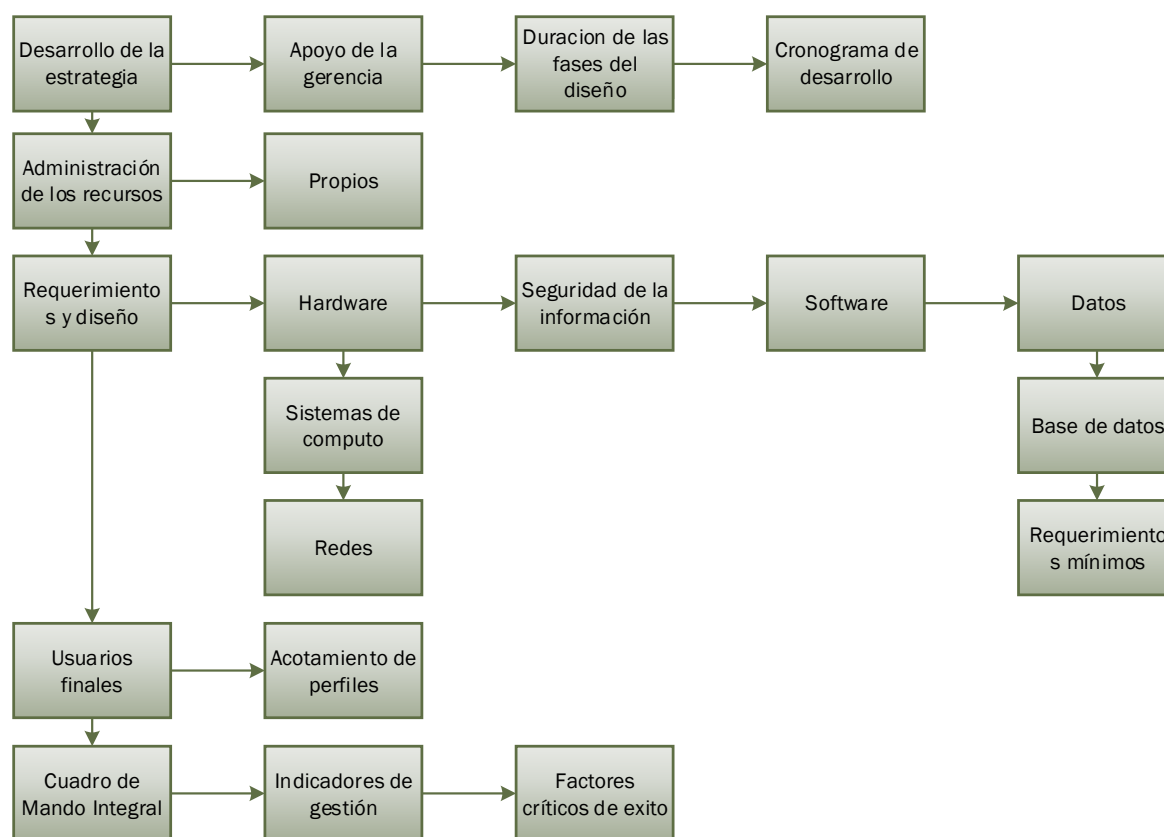 Desarrollo de la
estrategia
Apoyo de la
gerencia
Duracion de las
fases del
diseño
Cronograma de
desarrollo
Administración
de los recursos
Propios
Requerimiento
s y diseño
Hardware
Seguridad de la
información
Software
Datos
Sistemas de
computo
Base de datos
Redes
Requerimiento
s mínimos
Usuarios
finales
Acotamiento de
perfiles
Cuadro de
Mando Integral
Indicadores de
gestión
Factores
críticos de exito